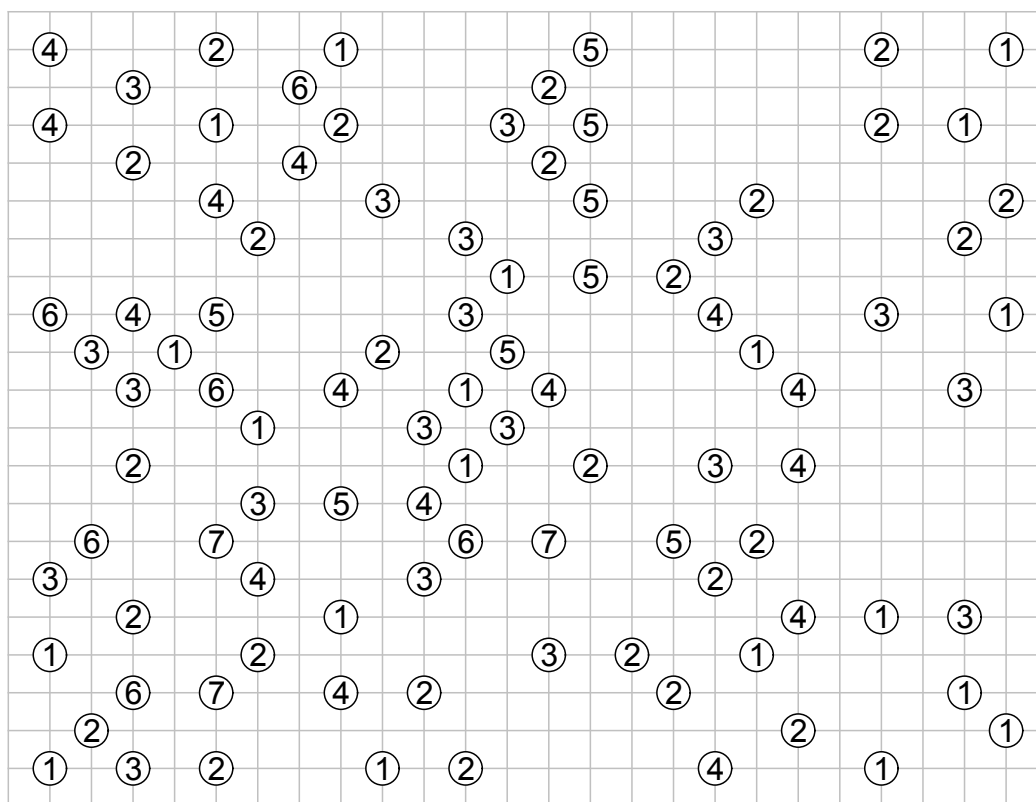 4 2 1 5 2 1
3 6 2
4 1 2 3 5 2 1
2 4 2
4 3 5 2 2
2 3 3 2
1 5 2
6 4 5 3 4 3 1
3 1 2 5 1
3 6 4 1 4 4 3
1 3 3
2 1 2 3 4
3 5 4
6 7 6 7 5 2
3 4 3 2
2 1 4 1 3
1 2 3 2 1
6 7 4 2 2 1
2 2 1
1 3 2 1 2 4 1